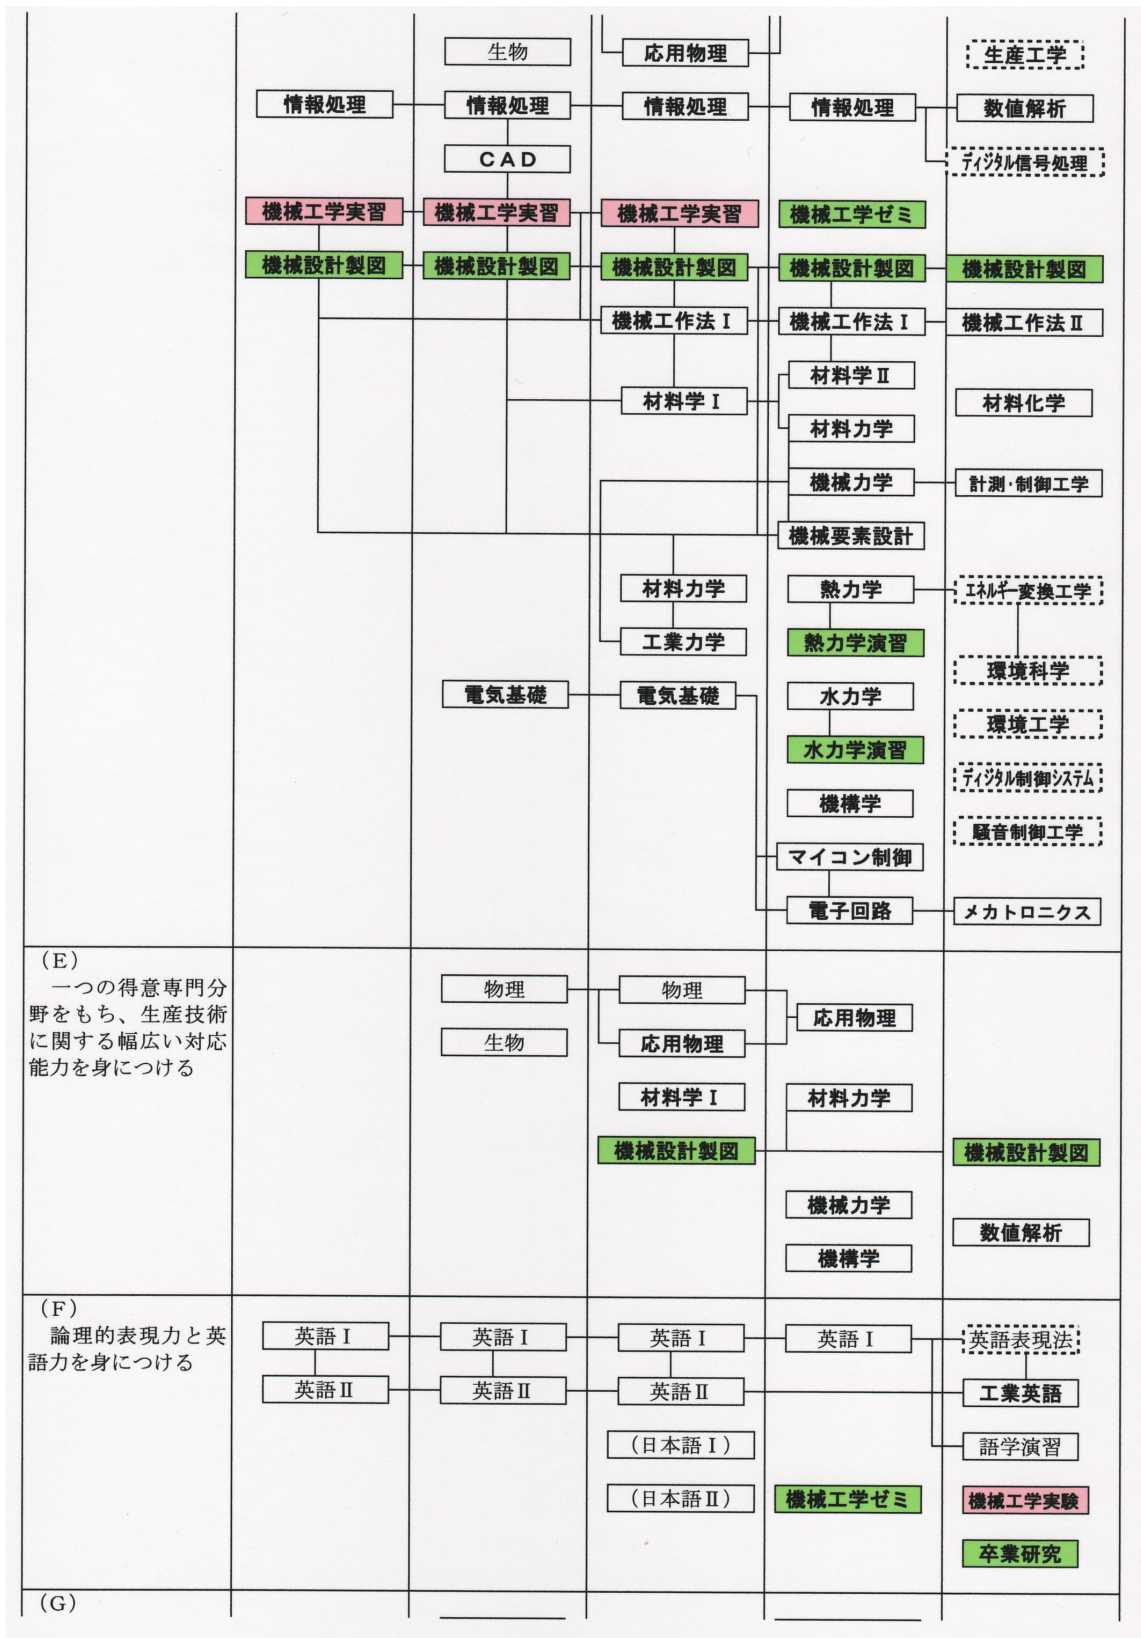 生物
応用物理
生産工学
情報処理
情報処理
情報処理
情報処理
数値解析
CAD
ディジタル信号処理
機械工学実習
機械工学実習
機械工学実習
機械工学ゼミ
機械設計製図
機械設計製図
機械設計製図
機械設計製図
機械設計製図
機械工作法Ⅰ
機械工作法Ⅰ
機械工作法Ⅱ
材料学Ⅱ
材料学Ⅰ
材料化学
材料力学
機械力学
計測・制御工学
機械要素設計
材料力学
熱力学
エネルギー変換工学
工業力学
熱力学演習
環境科学
電気基礎
電気基礎
水力学
環境工学
水力学演習
ディジタル制御システム
機構学
騒音制御工学
マイコン制御
電子回路
メカトロニクス
(E)
一つの得意専門分
野をもち、生産技術
に関する幅広い対応
能力を身につける
物理
物理
応用物理
生物
応用物理
材料学Ⅰ
材料力学
機械設計製図
機械設計製図
機械力学
数値解析
機構学
(F)
論理的表現力と英
語力を身につける
英語Ⅰ
英語Ⅰ
英語Ⅰ
英語Ⅰ
英語表現法
英語Ⅱ
英語Ⅱ
英語Ⅱ
工業英語
(日本語Ⅰ)
語学演習
(日本語Ⅱ)
機械工学ゼミ
機械工学実験
卒業研究
(G)